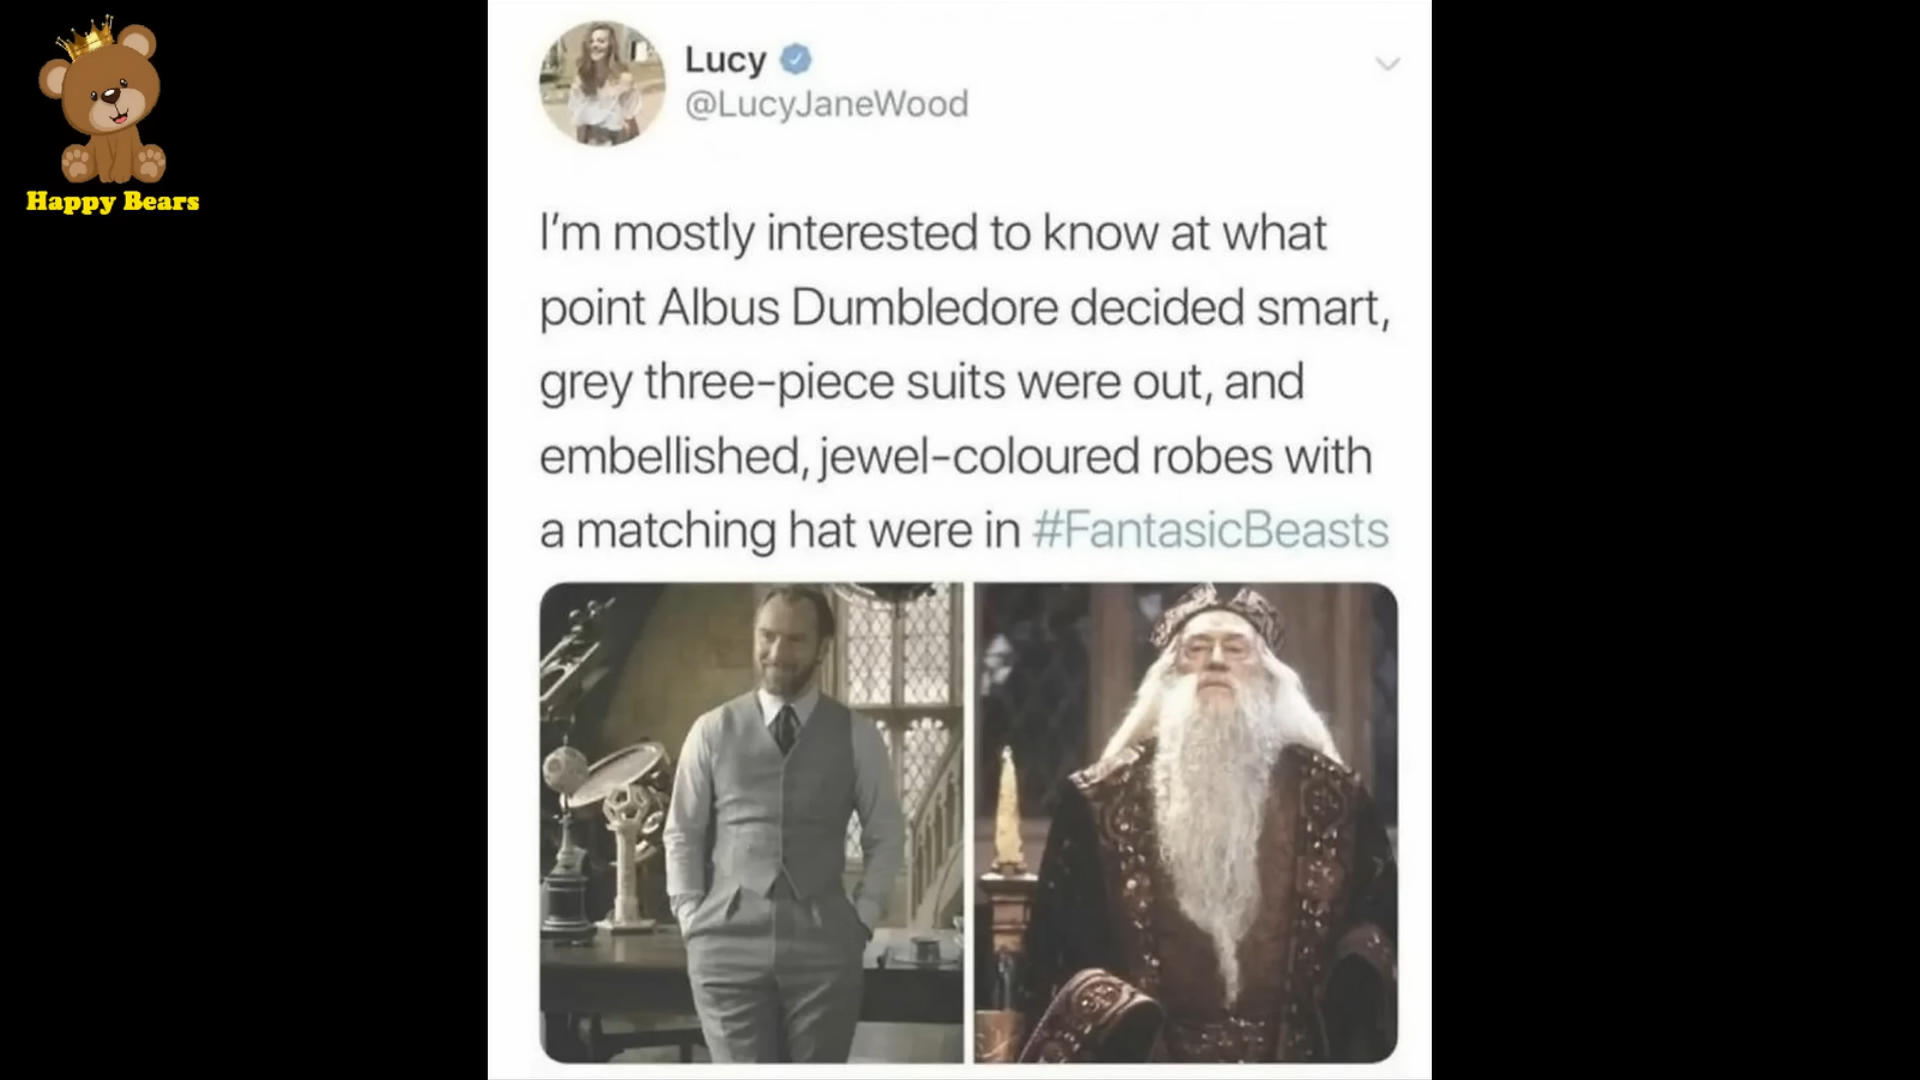 Happy Bears
Lucy
@LucyJaneWood
I'm mostly interested to know at what
point Albus Dumbledore decided smart,
grey three-piece suits were out, and
embellished, jewel-coloured robes with
a matching hat were in #FantasicBeasts